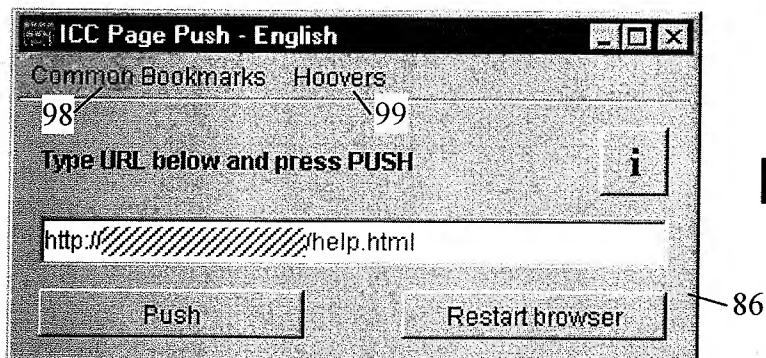 ICC Page Push - English
Common Bookmarks Hoovers
98 99
Type URL below and press PUSH
i
http:// /help.html
Push Restart browser
86